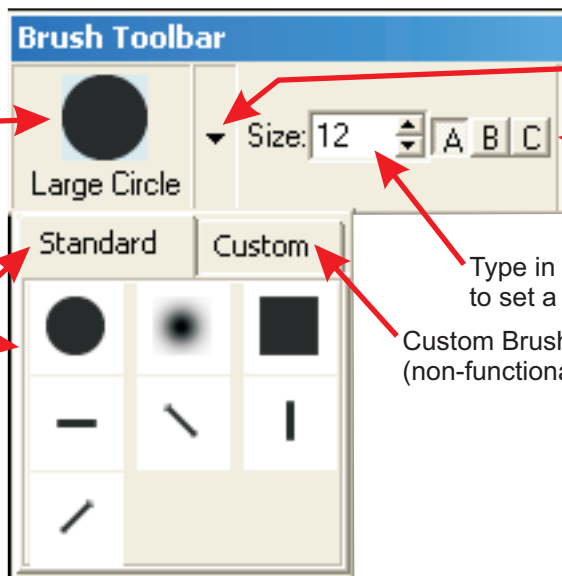 Brush Toolbar
Size: 12 A B C
Large Circle
Standard Custom
Type in
to set a
Custom Brush
(non-functiona